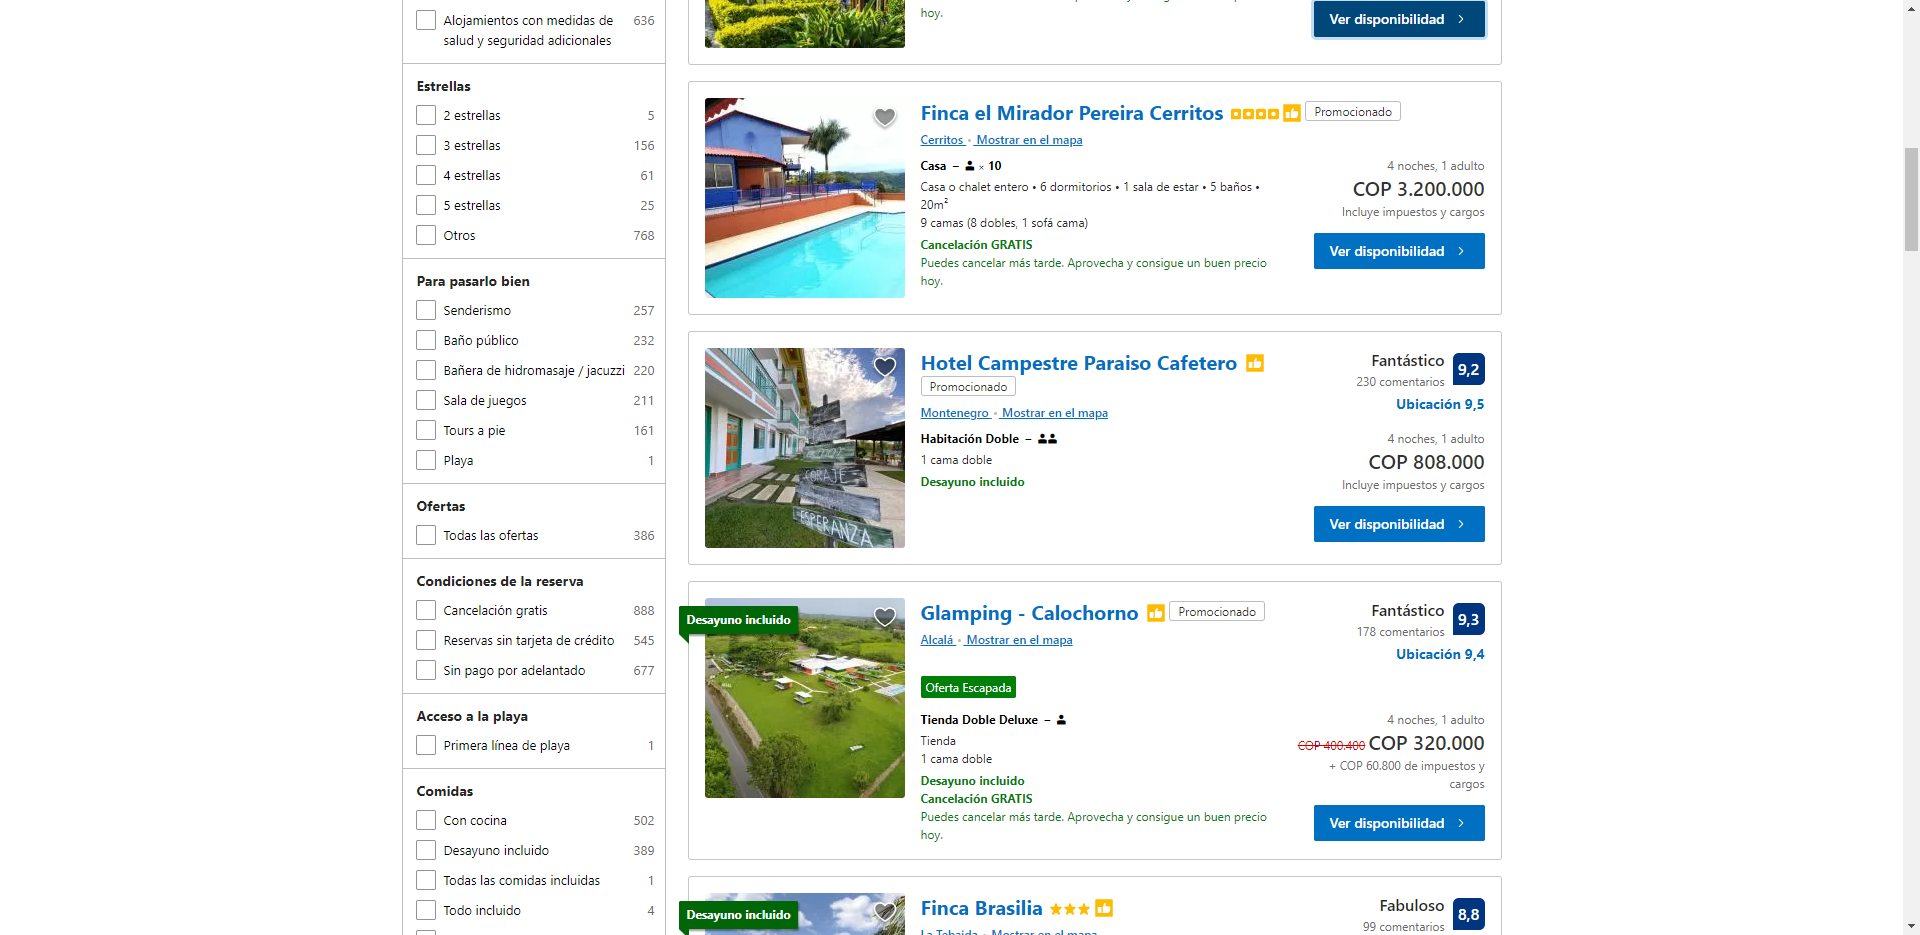 Alojamientos con medidas de salud y seguridad adicionales 636
Estrellas
2 estrellas 5
3 estrellas 156
4 estrellas 61
5 estrellas 25
Otros 768
Para pasarlo bien
Senderismo 257
Baño público 232
Bañera de hidromasaje / jacuzzi 220
Sala de juegos 211
Tours a pie 161
Playa 1
Ofertas
Todas las ofertas 386
Condiciones de la reserva
Cancelación gratis 888
Reservas sin tarjeta de crédito 545
Sin pago por adelantado 677
Acceso a la playa
Primera línea de playa 1
Comidas
Con cocina 502
Desayuno incluido 389
Todas las comidas incluidas 1
Todo incluido 4
hoy.
Ver disponibilidad
Finca el Mirador Pereira Cerritos Promocionado
Cerritos • Mostrar en el mapa
Casa – × 10
Casa o chalet entero • 6 dormitorios • 1 sala de estar • 5 baños •
20m²
9 camas (8 dobles, 1 sofá cama)
Cancelación GRATIS
Puedes cancelar más tarde. Aprovecha y consigue un buen precio
hoy.
4 noches, 1 adulto
COP 3.200.000
Incluye impuestos y cargos
Ver disponibilidad
CORAJE
ESPERANZA
Hotel Campestre Paraiso Cafetero
Promocionado
Montenegro • Mostrar en el mapa
Habitación Doble –
1 cama doble
Desayuno incluido
Fantástico 9,2
230 comentarios
Ubicación 9,5
4 noches, 1 adulto
COP 808.000
Incluye impuestos y cargos
Ver disponibilidad
Desayuno incluido
Glamping - Calochorno Promocionado
Alcalá • Mostrar en el mapa
Oferta Escapada
Tienda Doble Deluxe –
Tienda
1 cama doble
Desayuno incluido
Cancelación GRATIS
Puedes cancelar más tarde. Aprovecha y consigue un buen precio
hoy.
Fantástico 9,3
178 comentarios
Ubicación 9,4
4 noches, 1 adulto
COP 400.400 COP 320.000
+ COP 60.800 de impuestos y
cargos
Ver disponibilidad
Desayuno incluido
Finca Brasilia
La Tebaida • Mostrar en el mapa
Fabuloso 8,8
99 comentarios